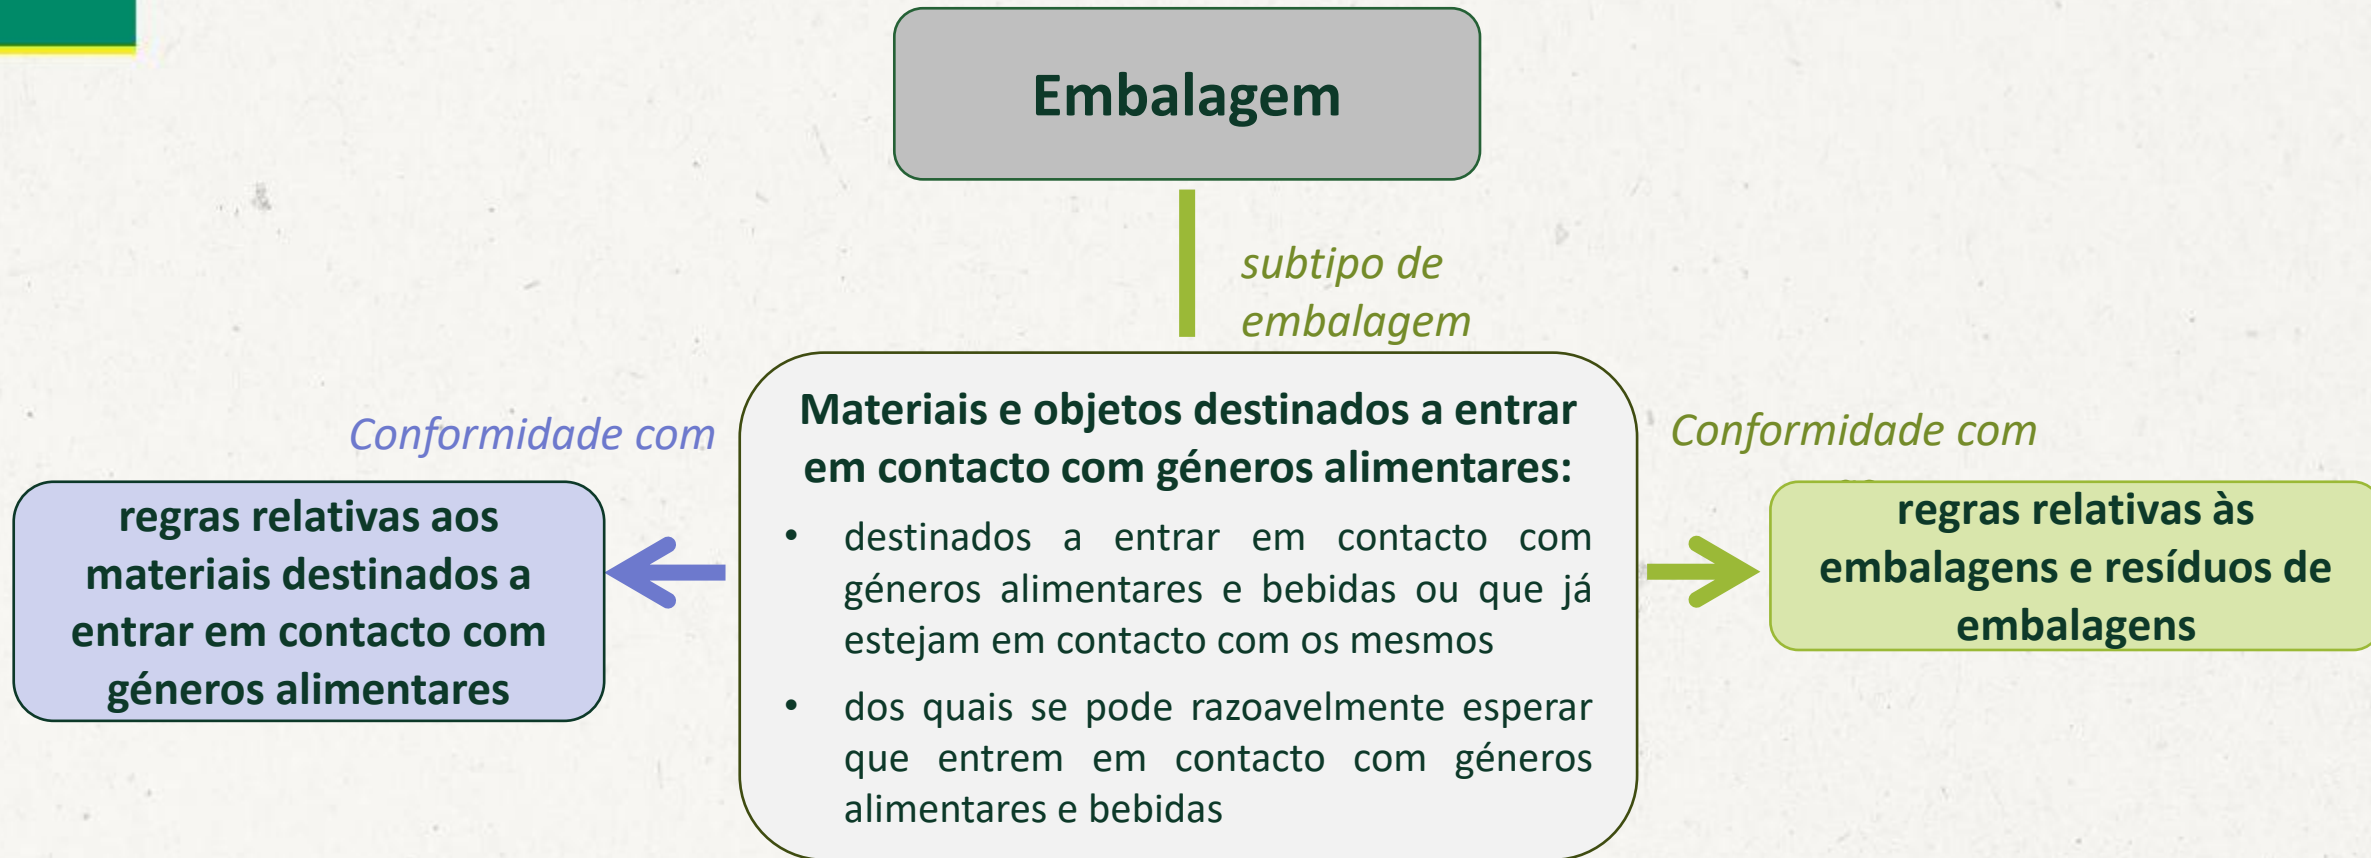 Embalagem
subtipo de
embalagem
Conformidade com
regras relativas aos
materiais destinados a
entrar em contacto com
géneros alimentares
Materiais e objetos destinados a entrar
em contacto com géneros alimentares:
• destinados a entrar em contacto com
géneros alimentares e bebidas ou que já
estejam em contacto com os mesmos
• dos quais se pode razoavelmente esperar
que entrem em contacto com géneros
alimentares e bebidas
Conformidade com
regras relativas às
embalagens e resíduos de
embalagens